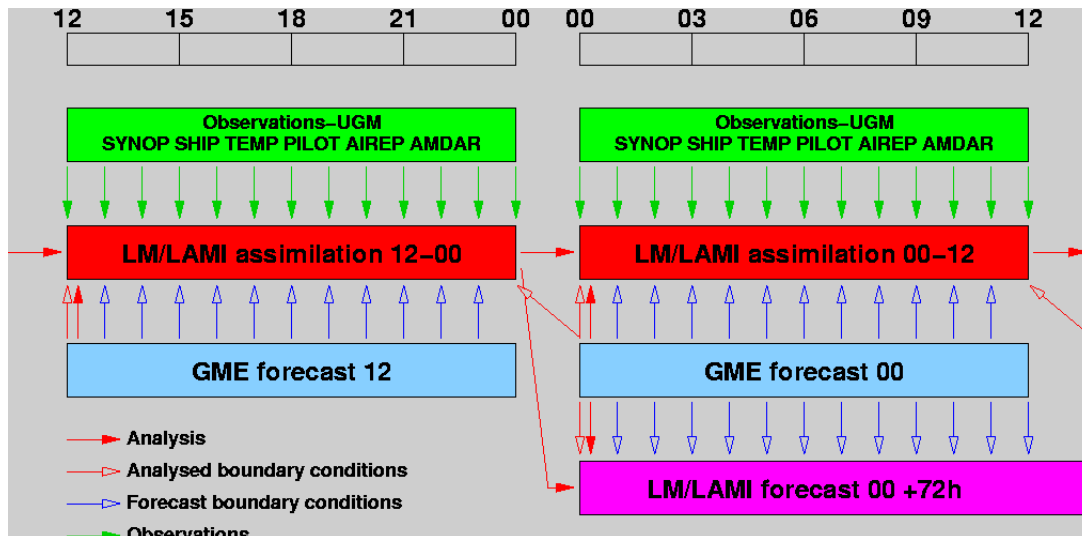 12 15 18 21 00 00 03 06 09 12
Observations-UGM
SYNOP SHIP TEMP PILOT AIREP AMDAR
Observations-UGM
SYNOP SHIP TEMP PILOT AIREP AMDAR
LM/LAMI assimilation 12-00
LM/LAMI assimilation 00-12
GME forecast 12
GME forecast 00
Analysis
Analysed boundary conditions
Forecast boundary conditions
Observations
LM/LAMI forecast 00 +72h